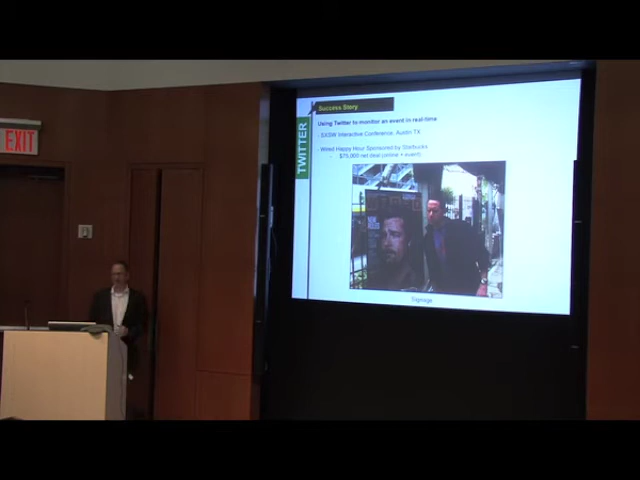 EXIT
Success Story
TWITTER
Using Twitter to monitor an event in real-time
- SXSW Interactive Conference, Austin TX
- Wired Happy Hour Sponsored by Starbucks
- $75,000 net deal (online + event)
Signage